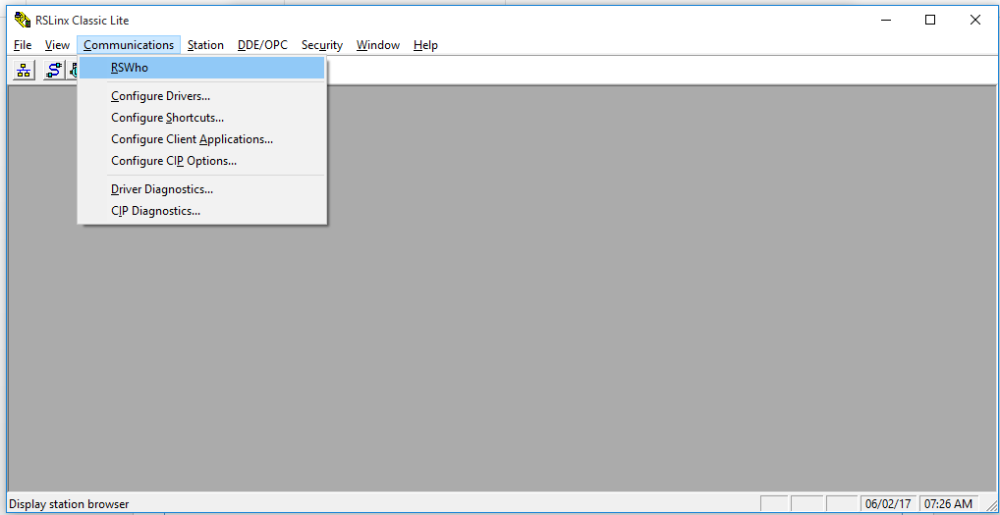 RSLinx Classic Lite
File View Communications Station DDE/OPC Security Window Help
RSWho
Configure Drivers...
Configure Shortcuts...
Configure Client Applications...
Configure CIP Options...
Driver Diagnostics...
CIP Diagnostics...
Display station browser 06/02/17 07:26 AM